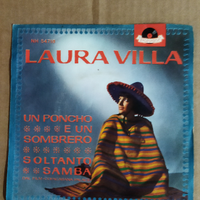 LAURA VILLA
UN PONCHO
E UN
SOMBRERO
SOLTANTO
SAMBA